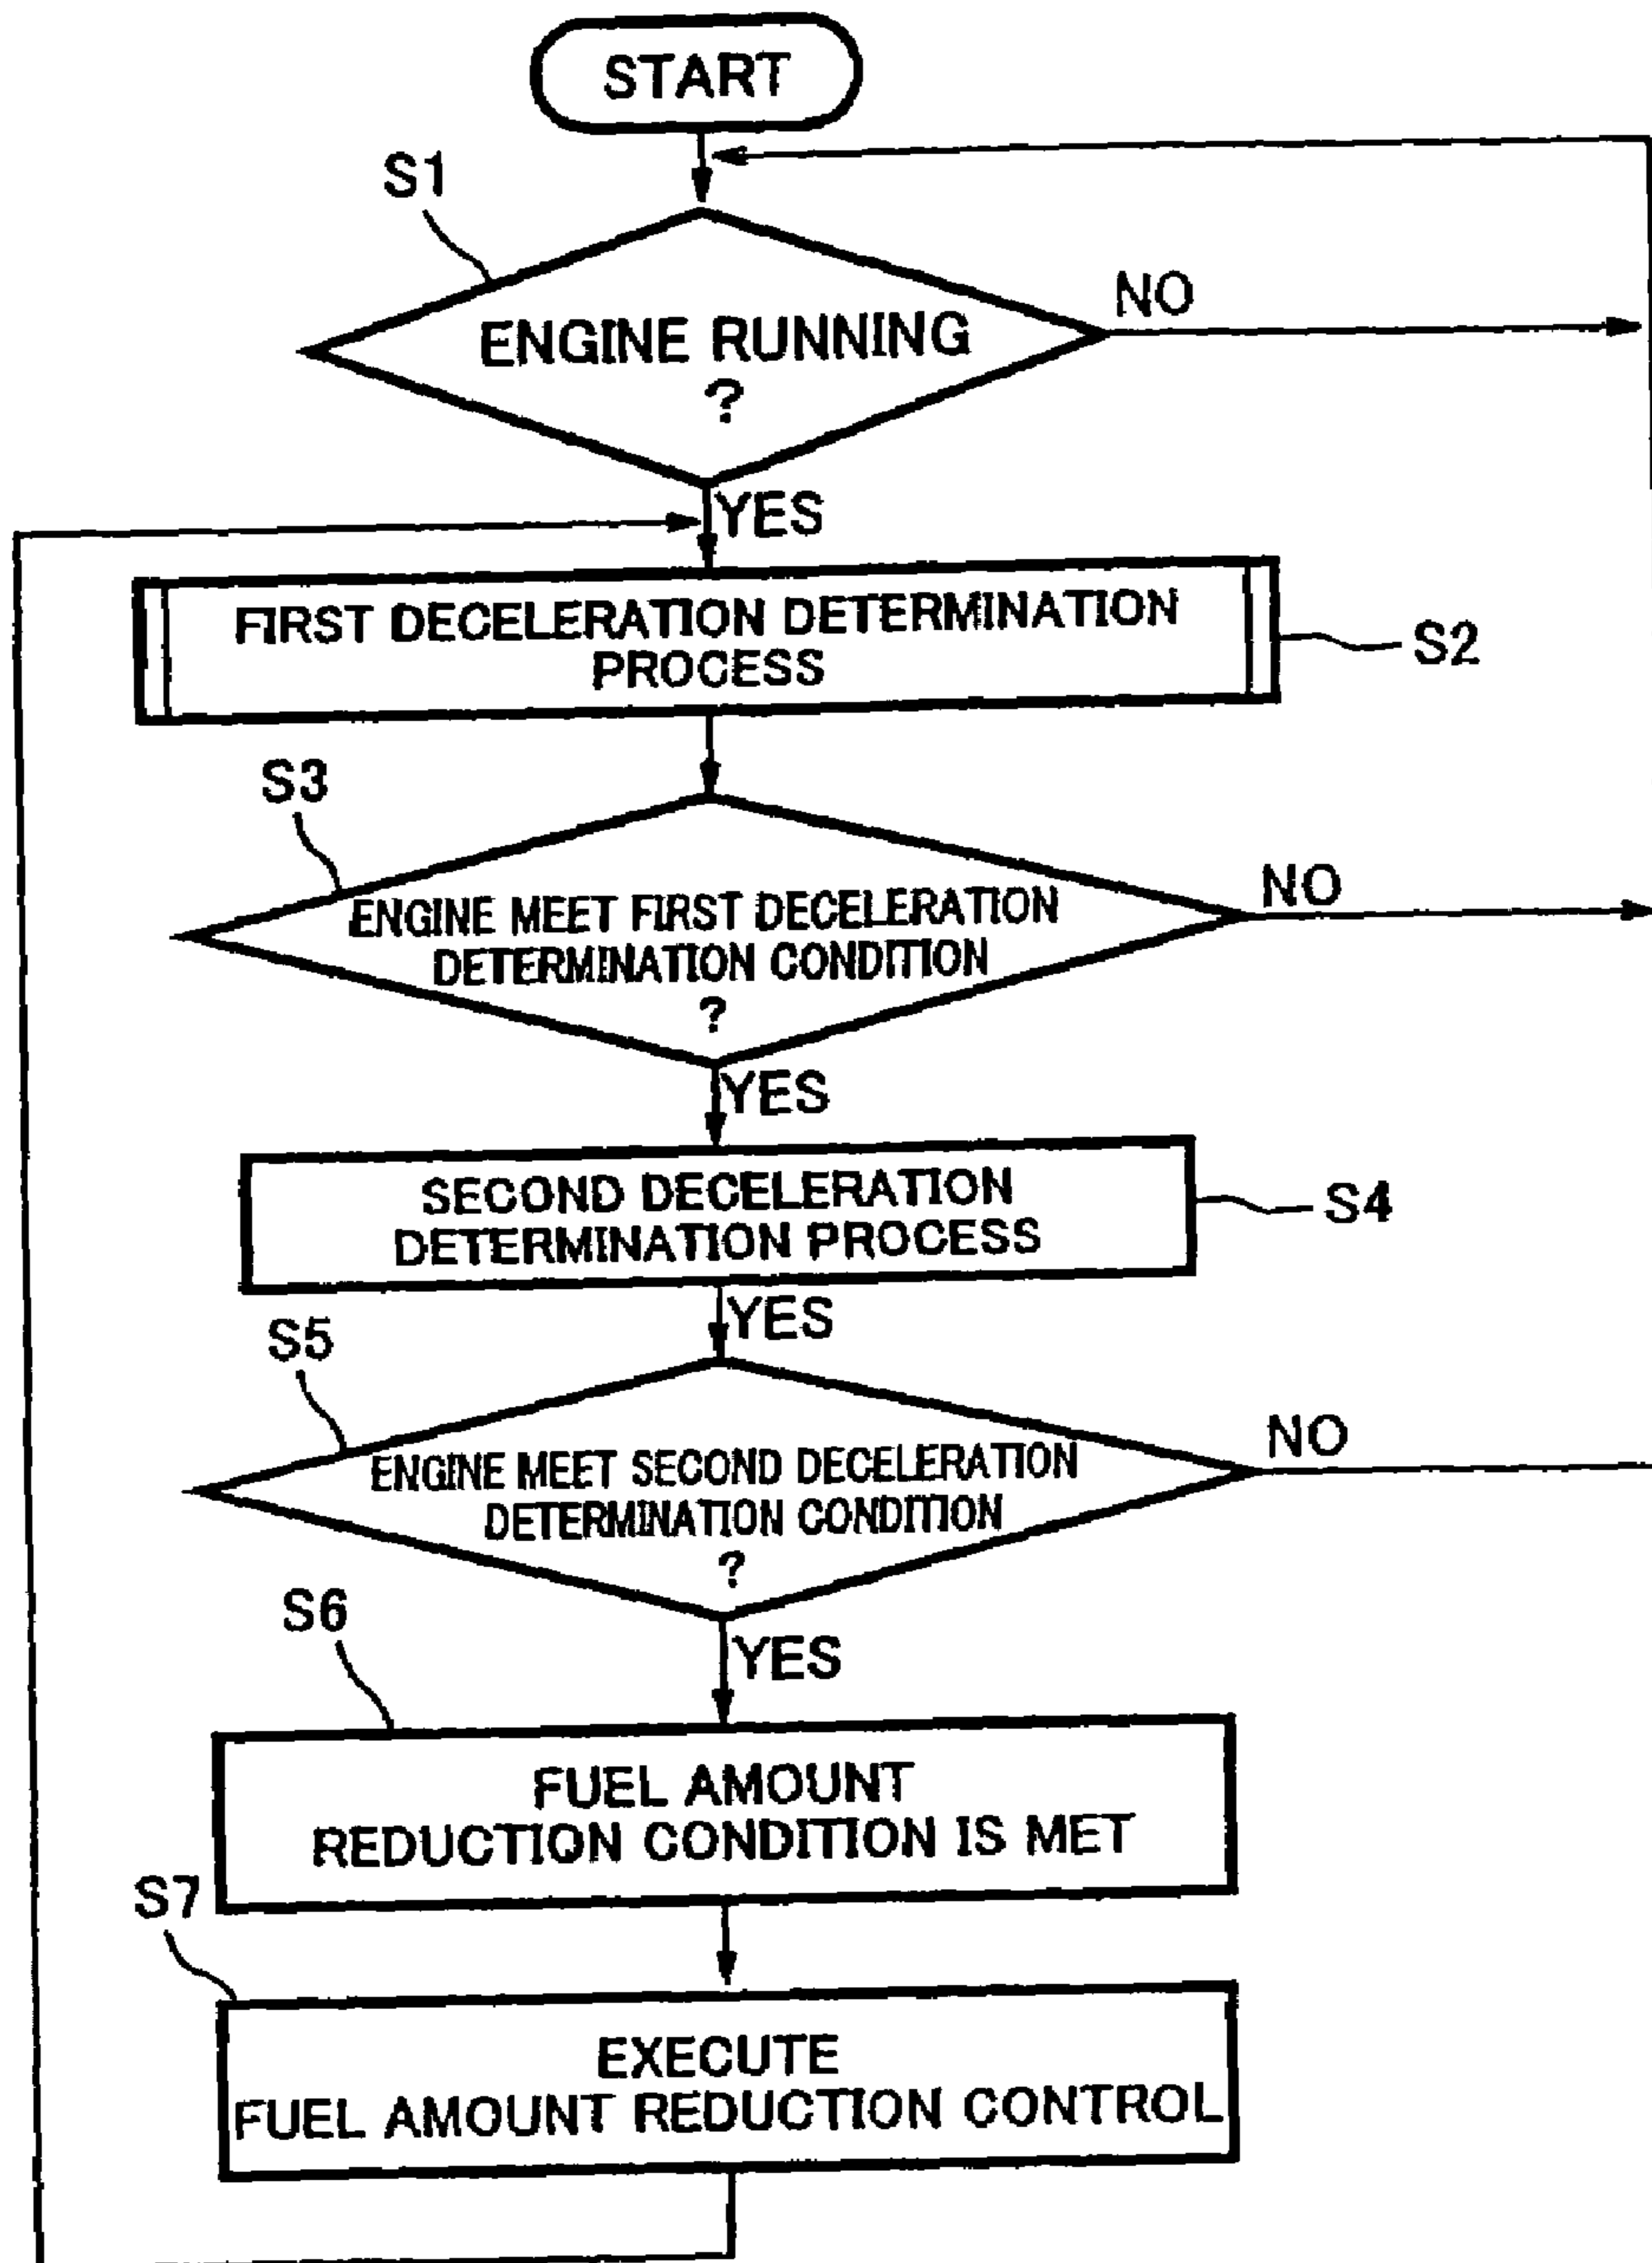 START
S1
ENGINE RUNNING
?
NO
YES
FIRST DECELERATION DETERMINATION
PROCESS
S2
S3
ENGINE MEET FIRST DECELERATION
DETERMINATION CONDITION
?
NO
YES
SECOND DECELERATION
DETERMINATION PROCESS
S4
YES
S5
ENGINE MEET SECOND DECELERATION
DETERMINATION CONDITION
?
NO
S6
YES
FUEL AMOUNT
REDUCTION CONDITION IS MET
S7
EXECUTE
FUEL AMOUNT REDUCTION CONTROL